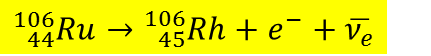 ¹⁰⁶₄₄Ru → ¹⁰⁶₄₅Rh + e⁻ + ν̅ₑ